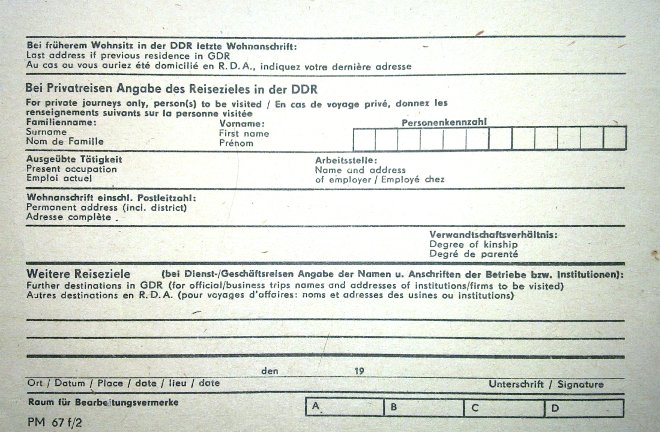 Bei früherem Wohnsitz in der DDR letzte Wohnanschrift:
Last address if previous residence in GDR
Au cas ou vous auriez été domicilié en R.D.A., indiquez votre dernière adresse
Bei Privatreisen Angabe des Reisezieles in der DDR
For private journeys only, person(s) to be visited / En cas de voyage privé, donnez les
renseignements suivants sur la personne visitée
Familienname: Vorname: Personenkennzahl
Surname First name
Nom de Famille Prénom
Ausgeübte Tätigkeit Arbeitsstelle:
Present occupation Name and address
Emploi actuel of employer / Employé chez
Wohnanschrift einschl. Postleitzahl:
Permanent address (incl. district)
Adresse complète
Verwandtschaftsverhältnis:
Degree of kinship
Degré de parenté
Weitere Reiseziele (bei Dienst-/Geschäftsreisen Angabe der Namen u. Anschriften der Betriebe bzw. Institutionen):
Further destinations in GDR (for official/business trips names and addresses of institutions/firms to be visited)
Autres destinations en R.D.A. (pour voyages d'affaires: noms et adresses des usines ou institutions)
den 19
Ort / Datum / Place / date / lieu / date Unterschrift / Signature
Raum für Bearbeitungsvermerke A B C D
PM 67 f/2